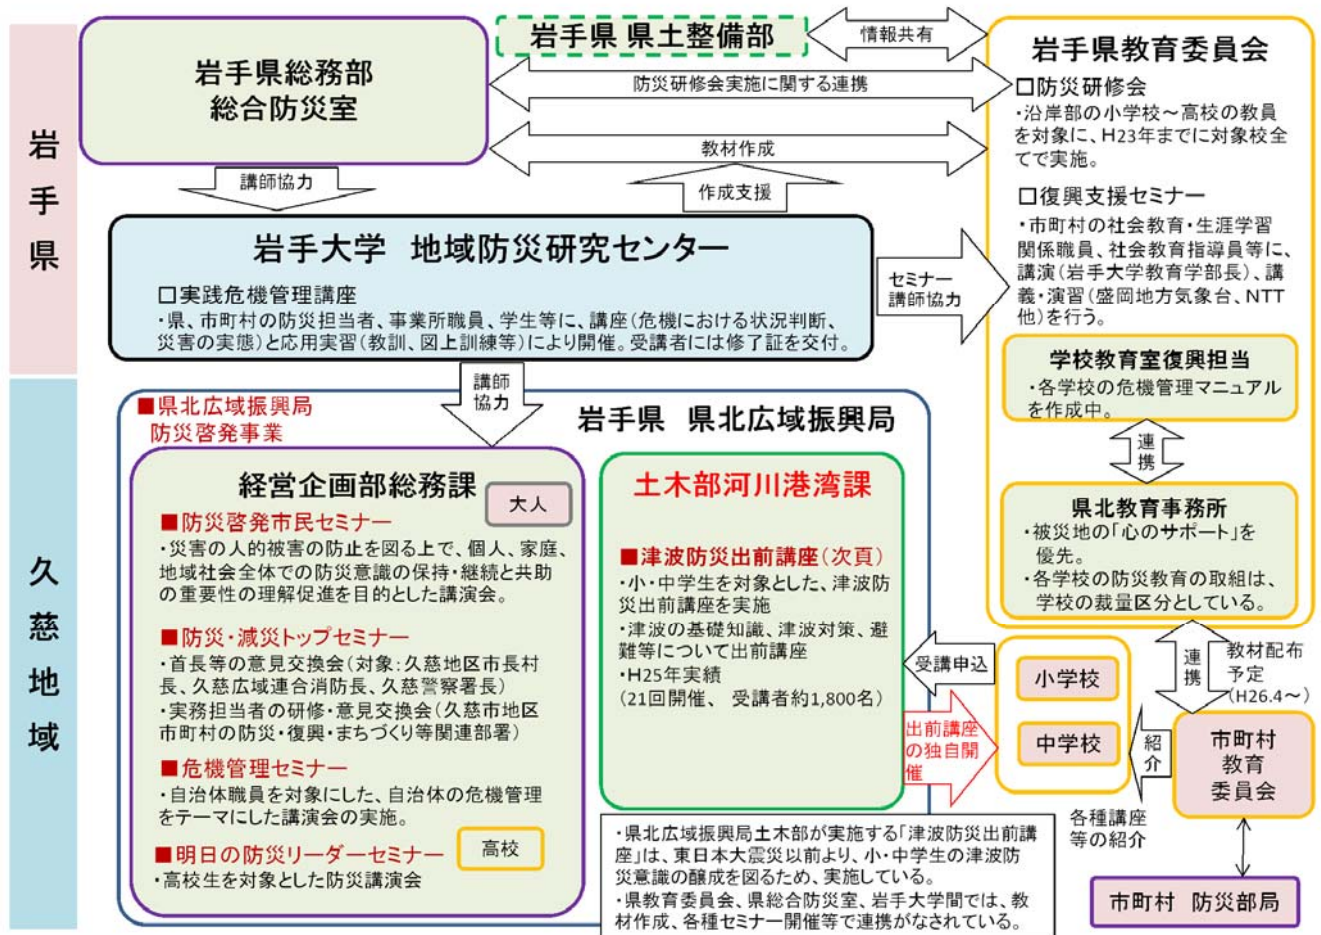 岩手県
久慈地域
岩手県総務部
総合防災室
岩手県 県土整備部
情報共有
防災研修会実施に関する連携
教材作成
講師協力
作成支援
岩手大学 地域防災研究センター
□実践危機管理講座
・県、市町村の防災担当者、事業所職員、学生等に、講座(危機における状況判断、
災害の実態)と応用実習(教訓、図上訓練等)により開催。受講者には修了証を交付。
セミナー
講師協力
岩手県教育委員会
□防災研修会
・沿岸部の小学校～高校の教員
を対象に、H23年までに対象校全
てで実施。
□復興支援セミナー
・市町村の社会教育・生涯学習
関係職員、社会教育指導員等に、
講演(岩手大学教育学部長)、講
義・演習(盛岡地方気象台、NTT
他)を行う。
学校教育室復興担当
・各学校の危機管理マニュアル
を作成中。
連携
県北教育事務所
・被災地の「心のサポート」を
優先。
・各学校の防災教育の取組は、
学校の裁量区分としている。
講師
協力
■県北広域振興局
防災啓発事業
岩手県 県北広域振興局
経営企画部総務課
大人
■防災啓発市民セミナー
・災害の人的被害の防止を図る上で、個人、家庭、
地域社会全体での防災意識の保持・継続と共助
の重要性の理解促進を目的とした講演会。
■防災・減災トップセミナー
・首長等の意見交換会(対象:久慈地区市長村
長、久慈広域連合消防長、久慈警察署長)
・実務担当者の研修・意見交換会(久慈市地区
市町村の防災・復興・まちづくり等関連部署)
■危機管理セミナー
・自治体職員を対象にした、自治体の危機管理
をテーマにした講演会の実施。
高校
■明日の防災リーダーセミナー
・高校生を対象とした防災講演会
土木部河川港湾課
■津波防災出前講座(次頁)
・小・中学生を対象とした、津波防
災出前講座を実施
・津波の基礎知識、津波対策、避
難等について出前講座
・H25年実績
(21回開催、 受講者約1,800名)
受講申込
出前講座
の独自開
催
小学校
中学校
連携
教材配布
予定
(H26.4～)
紹介
市町村
教育
委員会
各種講座
等の紹介
市町村 防災部局
・県北広域振興局土木部が実施する「津波防災出前講
座」は、東日本大震災以前より、小・中学生の津波防
災意識の醸成を図るため、実施している。
・県教育委員会、県総合防災室、岩手大学間では、教
材作成、各種セミナー開催等で連携がなされている。